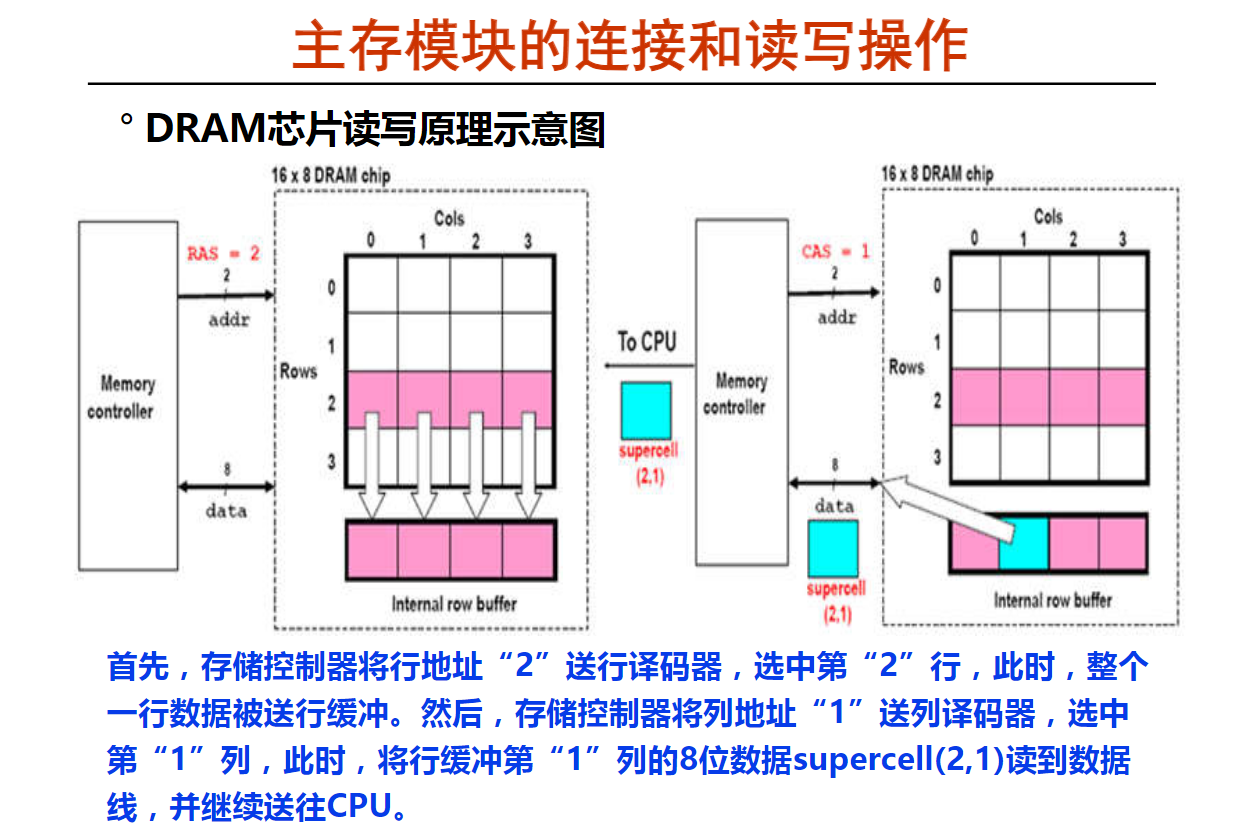 主存模块的连接和读写操作
° DRAM芯片读写原理示意图
16 x 8 DRAM chip
Cols
0 1 2 3
RAS = 2
2
addr
Rows
0
1
2
3
Memory
controller
8
data
Internal row buffer
To CPU
supercell
(2,1)
16 x 8 DRAM chip
Cols
0 1 2 3
CAS = 1
2
addr
Rows
0
1
2
3
Memory
controller
8
data
supercell
(2,1)
Internal row buffer
首先，存储控制器将行地址“2”送行译码器，选中第“2”行，此时，整个
一行数据被送行缓冲。然后，存储控制器将列地址“1”送列译码器，选中
第“1”列，此时，将行缓冲第“1”列的8位数据supercell(2,1)读到数据
线，并继续送往CPU。